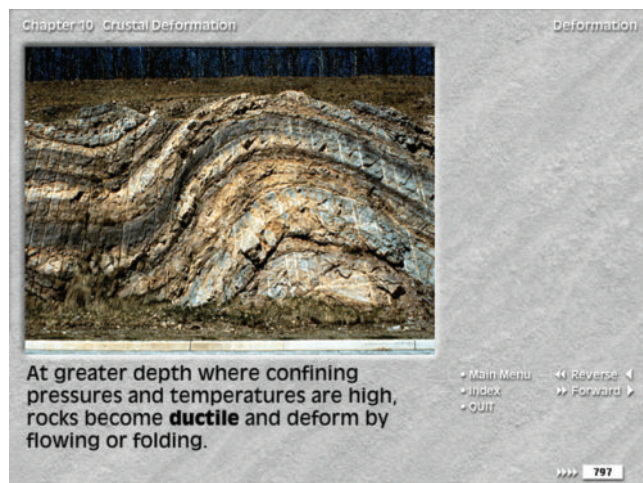 Chapter 10 Crustal Deformation
Deformation
At greater depth where confining
pressures and temperatures are high,
rocks become ductile and deform by
flowing or folding.
• Main Menu
• Index
• QUIT
Reverse
Forward
797